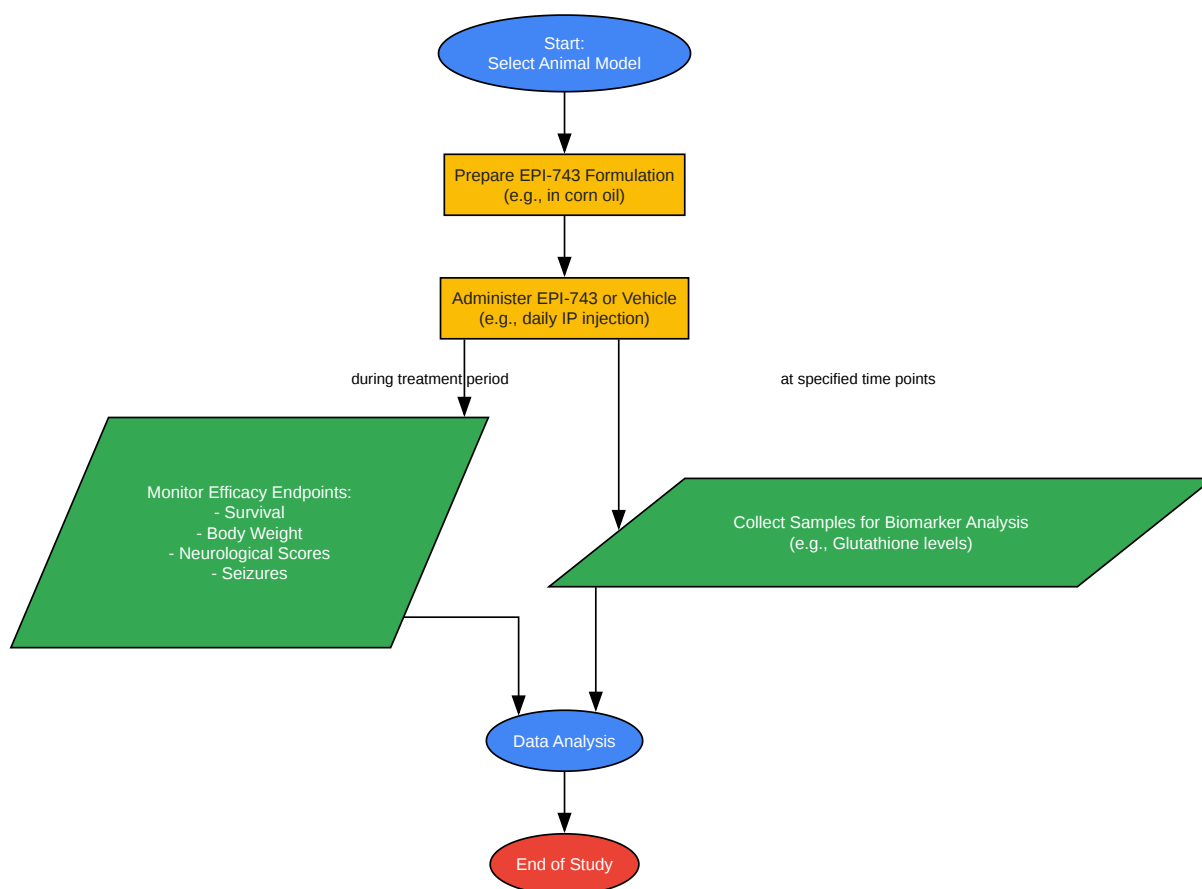 Start:
Select Animal Model
Prepare EPI-743 Formulation
(e.g., in corn oil)
Administer EPI-743 or Vehicle
(e.g., daily IP injection)
during treatment period
at specified time points
Monitor Efficacy Endpoints:
- Survival
- Body Weight
- Neurological Scores
- Seizures
Collect Samples for Biomarker Analysis
(e.g., Glutathione levels)
Data Analysis
End of Study